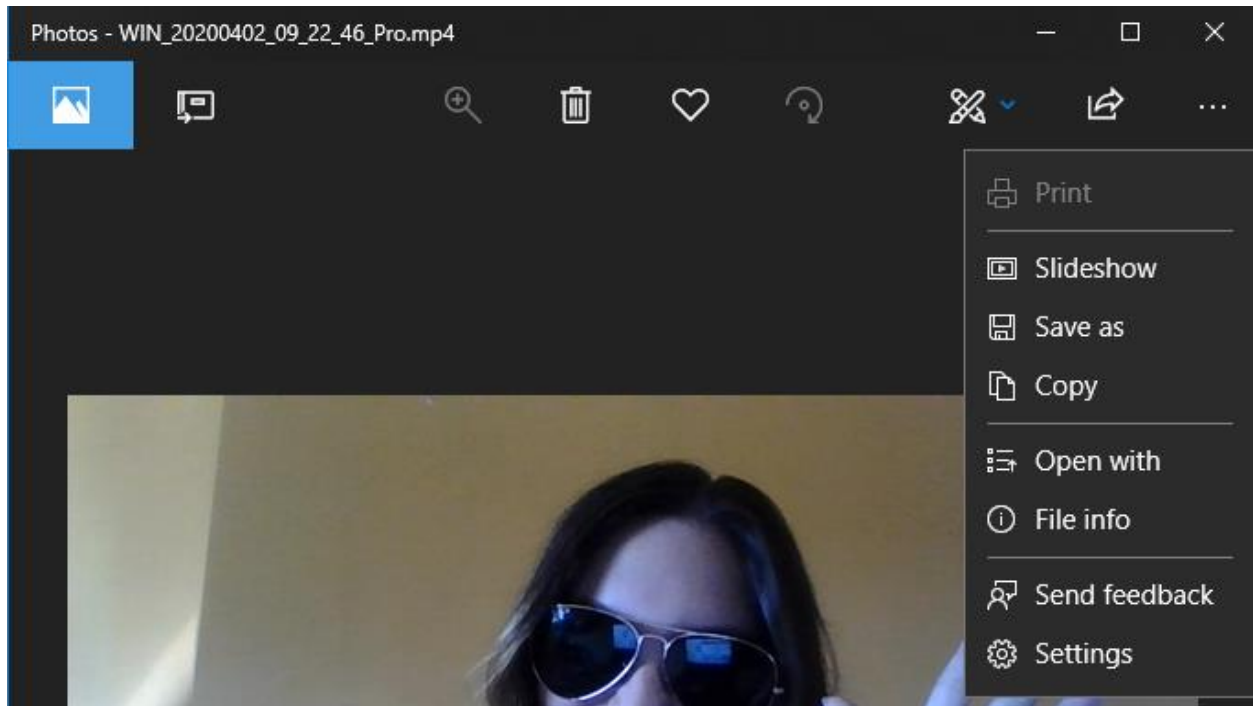 Photos - WIN_20200402_09_22_46_Pro.mp4
Print
Slideshow
Save as
Copy
Open with
File info
Send feedback
Settings